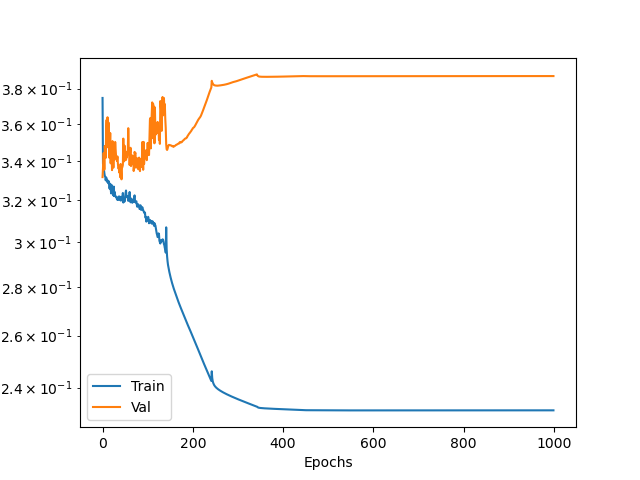 3.8 × 10⁻¹
3.6 × 10⁻¹
3.4 × 10⁻¹
3.2 × 10⁻¹
3 × 10⁻¹
2.8 × 10⁻¹
2.6 × 10⁻¹
2.4 × 10⁻¹
Train
Val
0 200 400 600 800 1000
Epochs